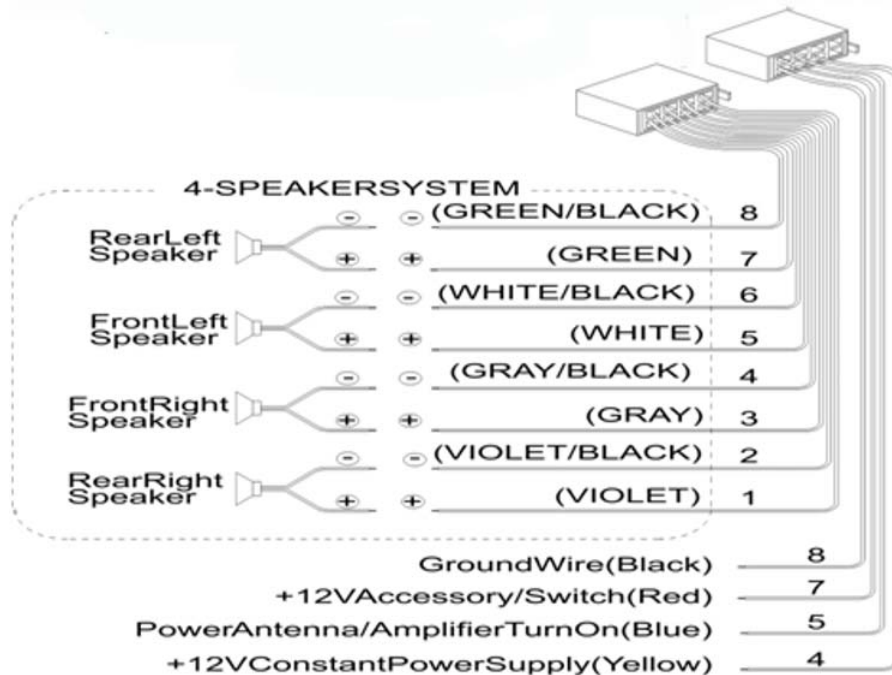 4-SPEAKERSYSTEM
(GREEN/BLACK) 8
RearLeft
Speaker
(GREEN) 7
(WHITE/BLACK) 6
FrontLeft
Speaker
(WHITE) 5
(GRAY/BLACK) 4
FrontRight
Speaker
(GRAY) 3
(VIOLET/BLACK) 2
RearRight
Speaker
(VIOLET) 1
GroundWire(Black) 8
+12VAccessory/Switch(Red) 7
PowerAntenna/AmplifierTurnOn(Blue) 5
+12VConstantPowerSupply(Yellow) 4